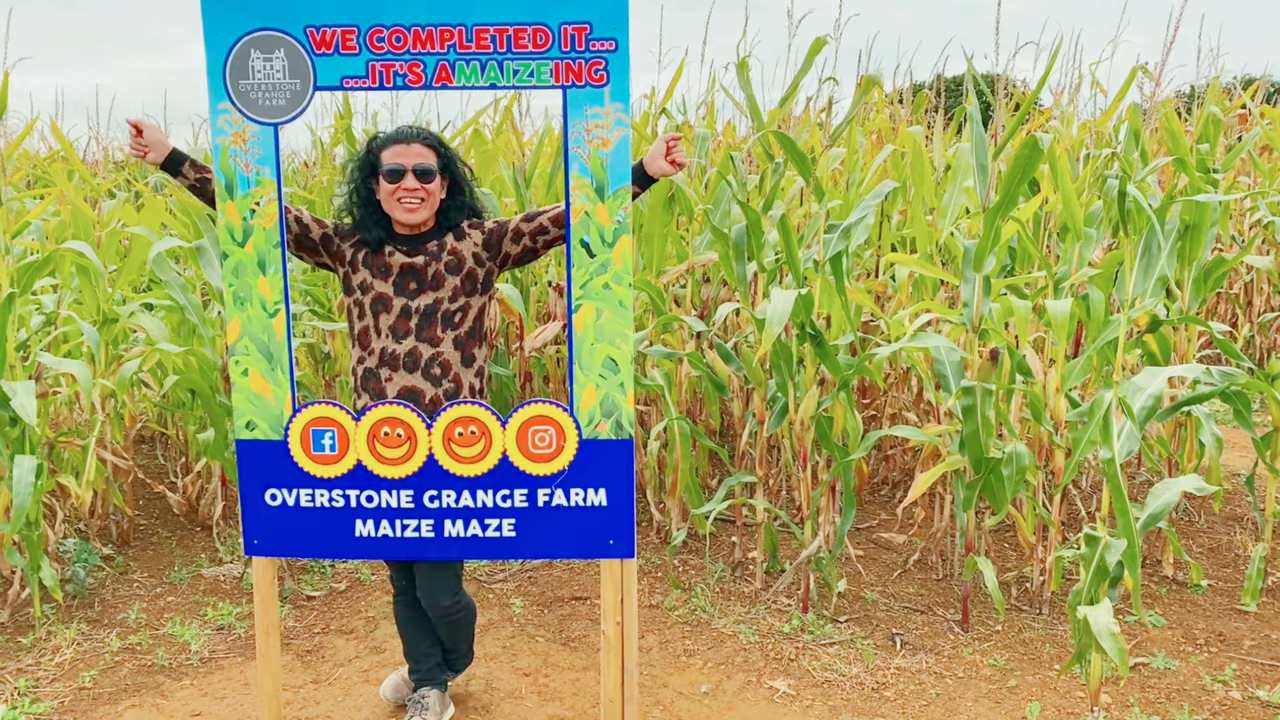 WE COMPLETED IT...
...IT'S AMAIZEING
OVERSTONE
GRANGE
FARM
OVERSTONE GRANGE FARM
MAIZE MAZE